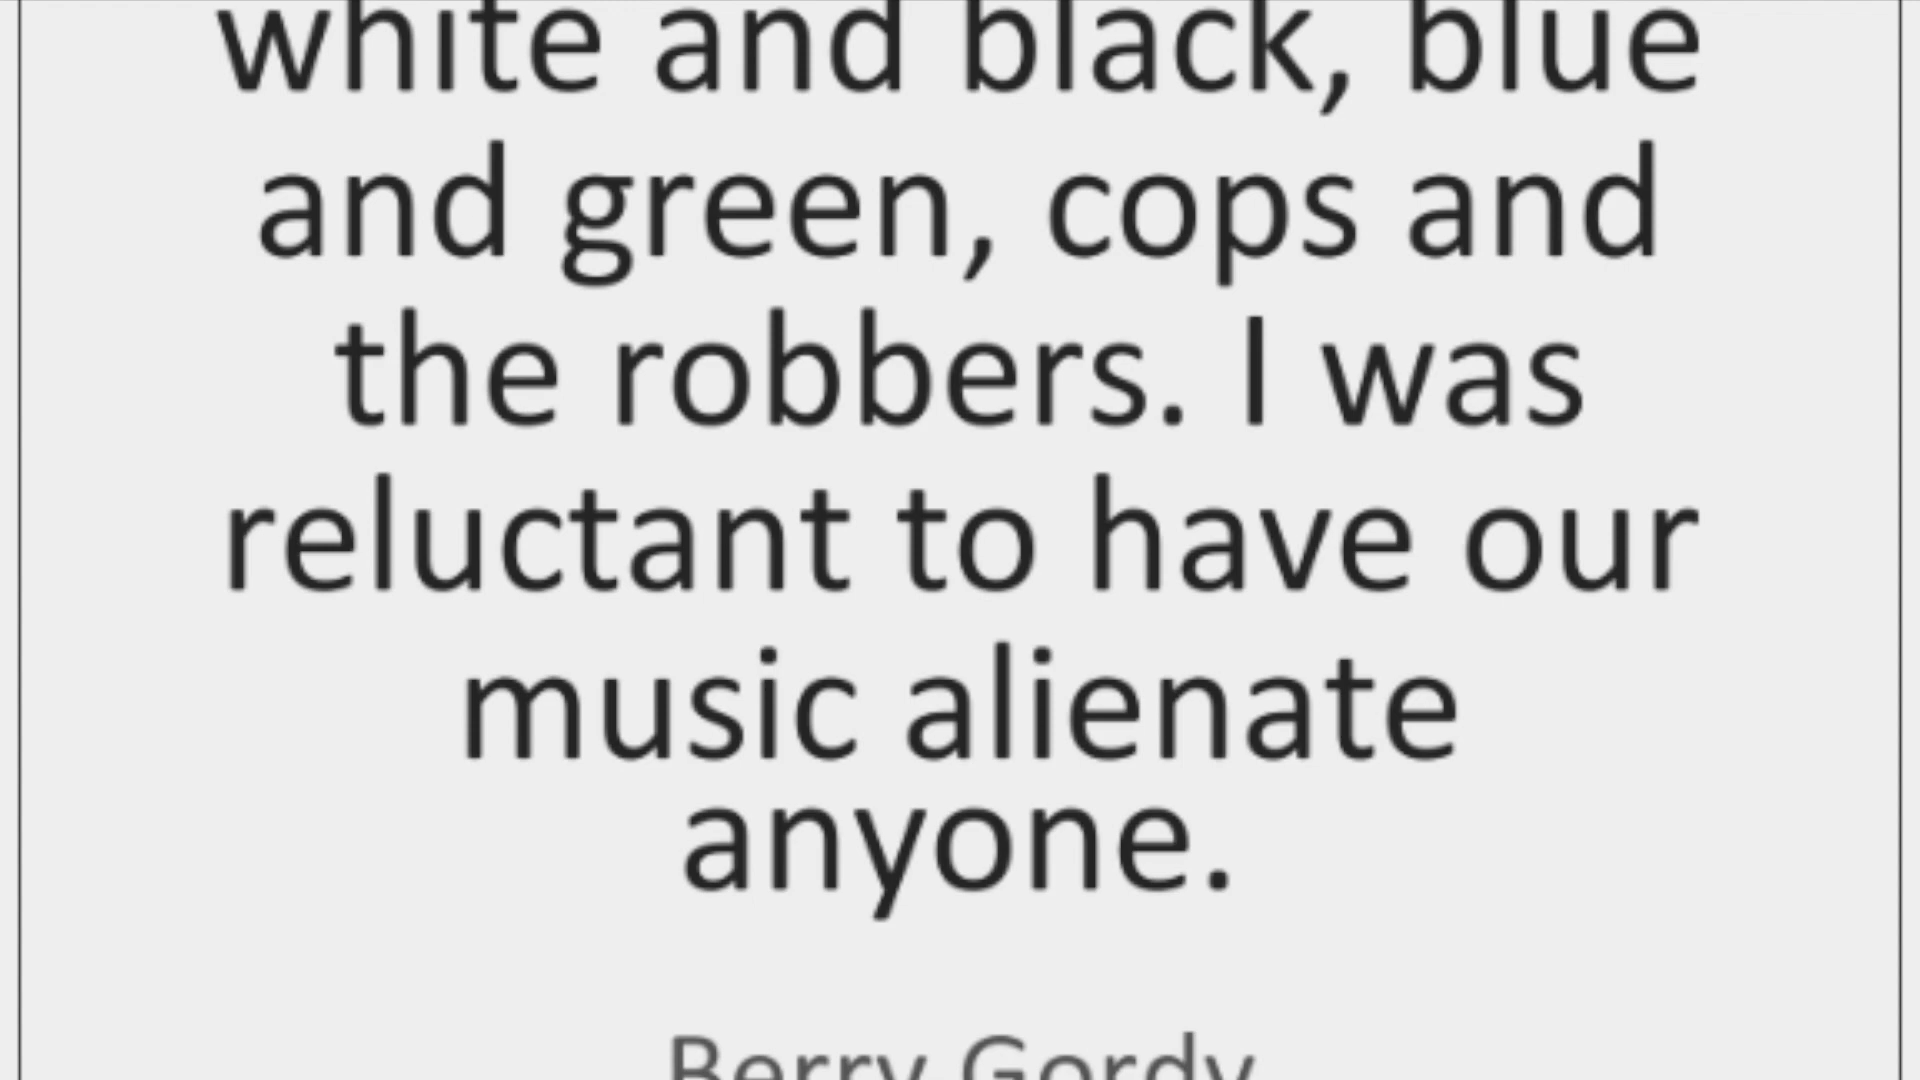 white and black, blue
and green, cops and
the robbers. I was
reluctant to have our
music alienate
anyone.
Berry Gordy